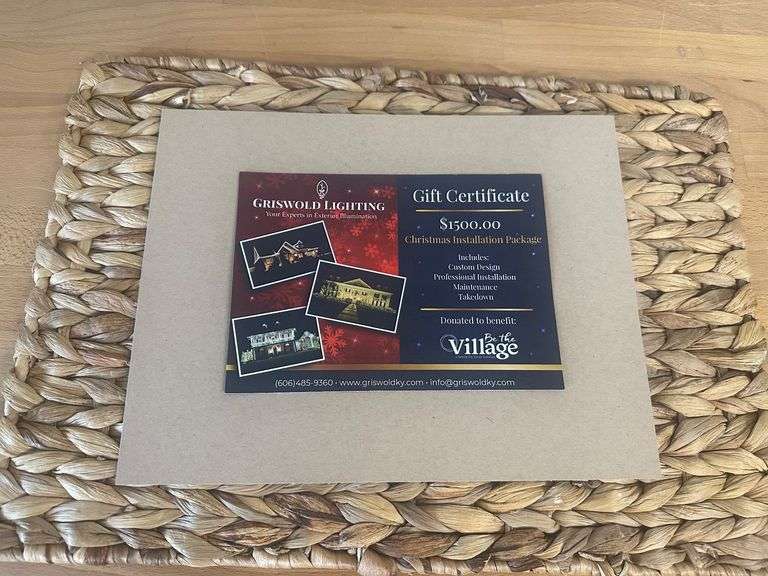 GRISWOLD LIGHTING
Your Experts in Exterior Illumination
Gift Certificate
$1500.00
Christmas Installation Package
Includes:
Custom Design
Professional Installation
Maintenance
Takedown
Donated to benefit:
Be the
Village
(606)485-9360 · www.griswoldky.com · info@griswoldky.com